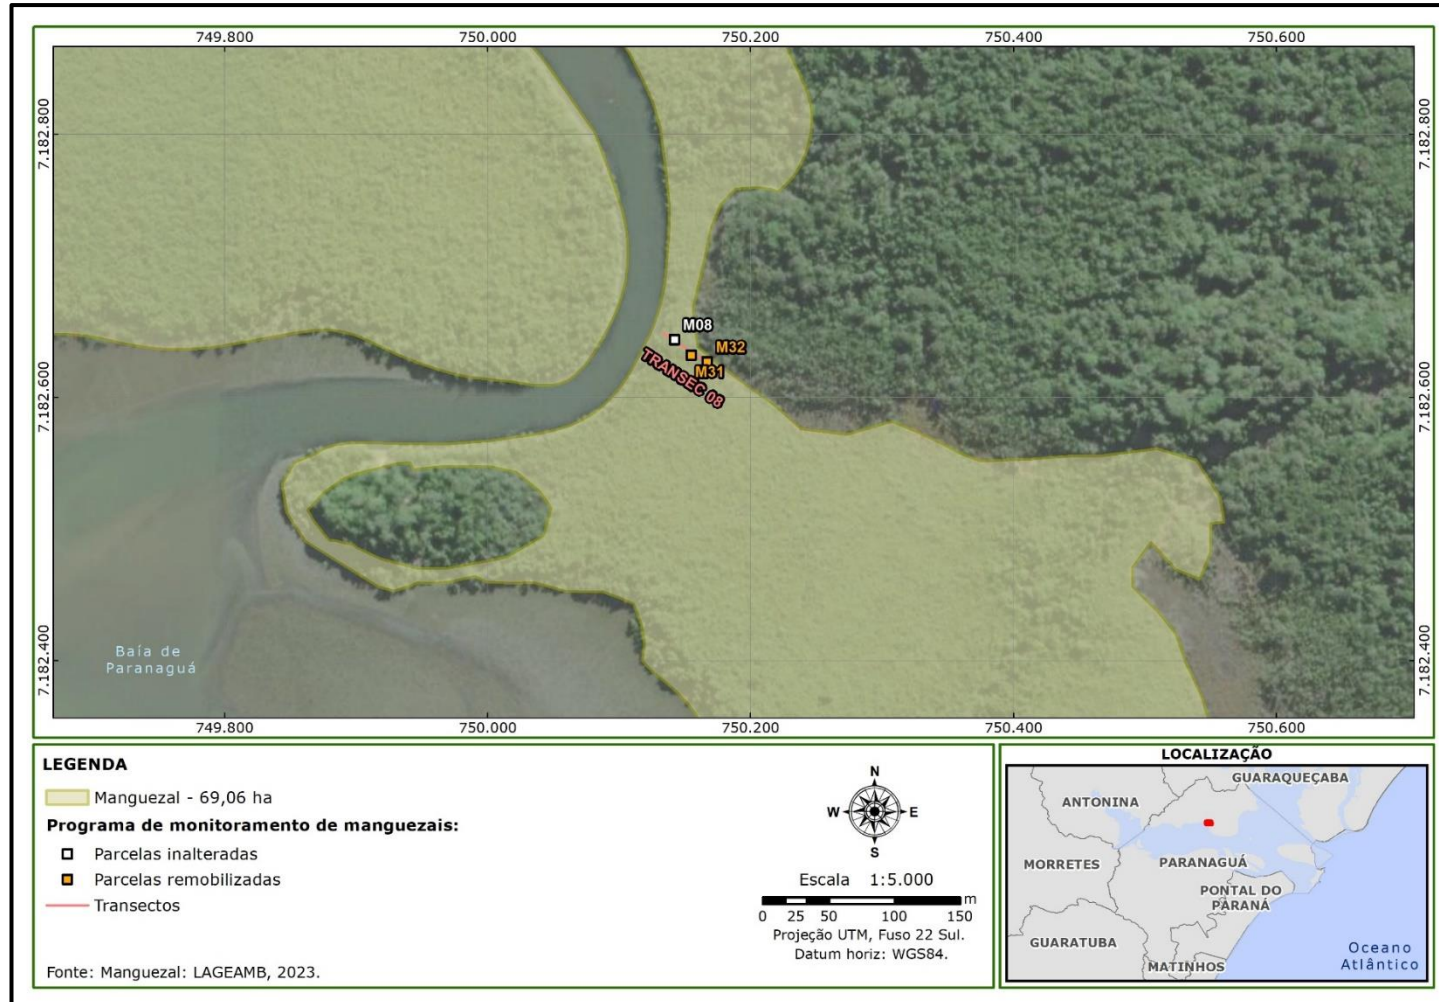 749.800 750.000 750.200 750.400 750.600
7.182.800 7.182.800
M08
M32
M31
TRANSEC 08
7.182.600 7.182.600
Baía de
Paranaguá
7.182.400 7.182.400
749.800 750.000 750.200 750.400 750.600
LEGENDA
Manguezal - 69,06 ha
Programa de monitoramento de manguezais:
Parcelas inalteradas
Parcelas remobilizadas
Transectos
Fonte: Manguezal: LAGEAMB, 2023.
N
W E
S
Escala 1:5.000
m
0 25 50 100 150
Projeção UTM, Fuso 22 Sul.
Datum horiz: WGS84.
LOCALIZAÇÃO
GUARAQUEÇABA
ANTONINA
MORRETES
PARANAGUÁ
PONTAL DO
PARANÁ
GUARATUBA
MATINHOS
Oceano
Atlântico